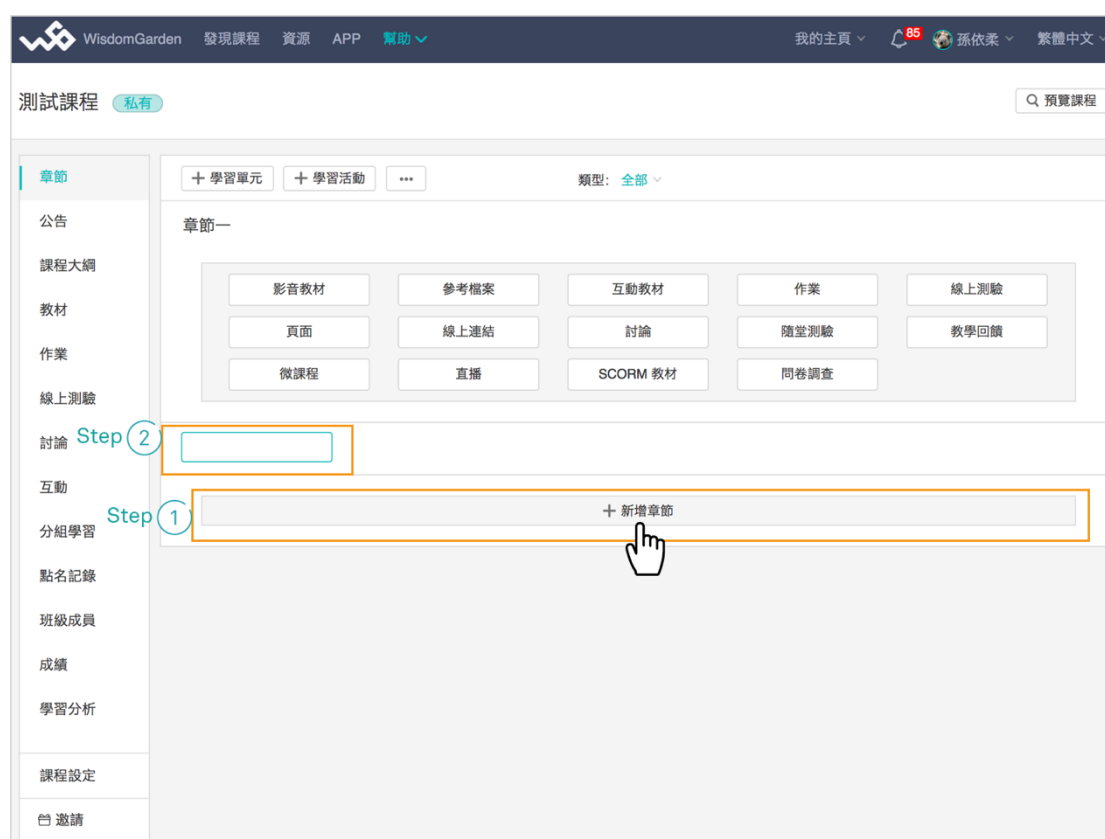 WisdomGarden 發現課程 資源 APP 幫助 我的主頁 85 孫依柔 繁體中文
測試課程 私有 預覽課程
章節
公告
課程大綱
教材
作業
線上測驗
討論
互動
分組學習
點名記錄
班級成員
成績
學習分析
課程設定
邀請
+ 學習單元 + 學習活動 ••• 類型: 全部
章節一
影音教材 參考檔案 互動教材 作業 線上測驗
頁面 線上連結 討論 隨堂測驗 教學回饋
微課程 直播 SCORM 教材 問卷調查
Step 2
Step 1
+ 新增章節